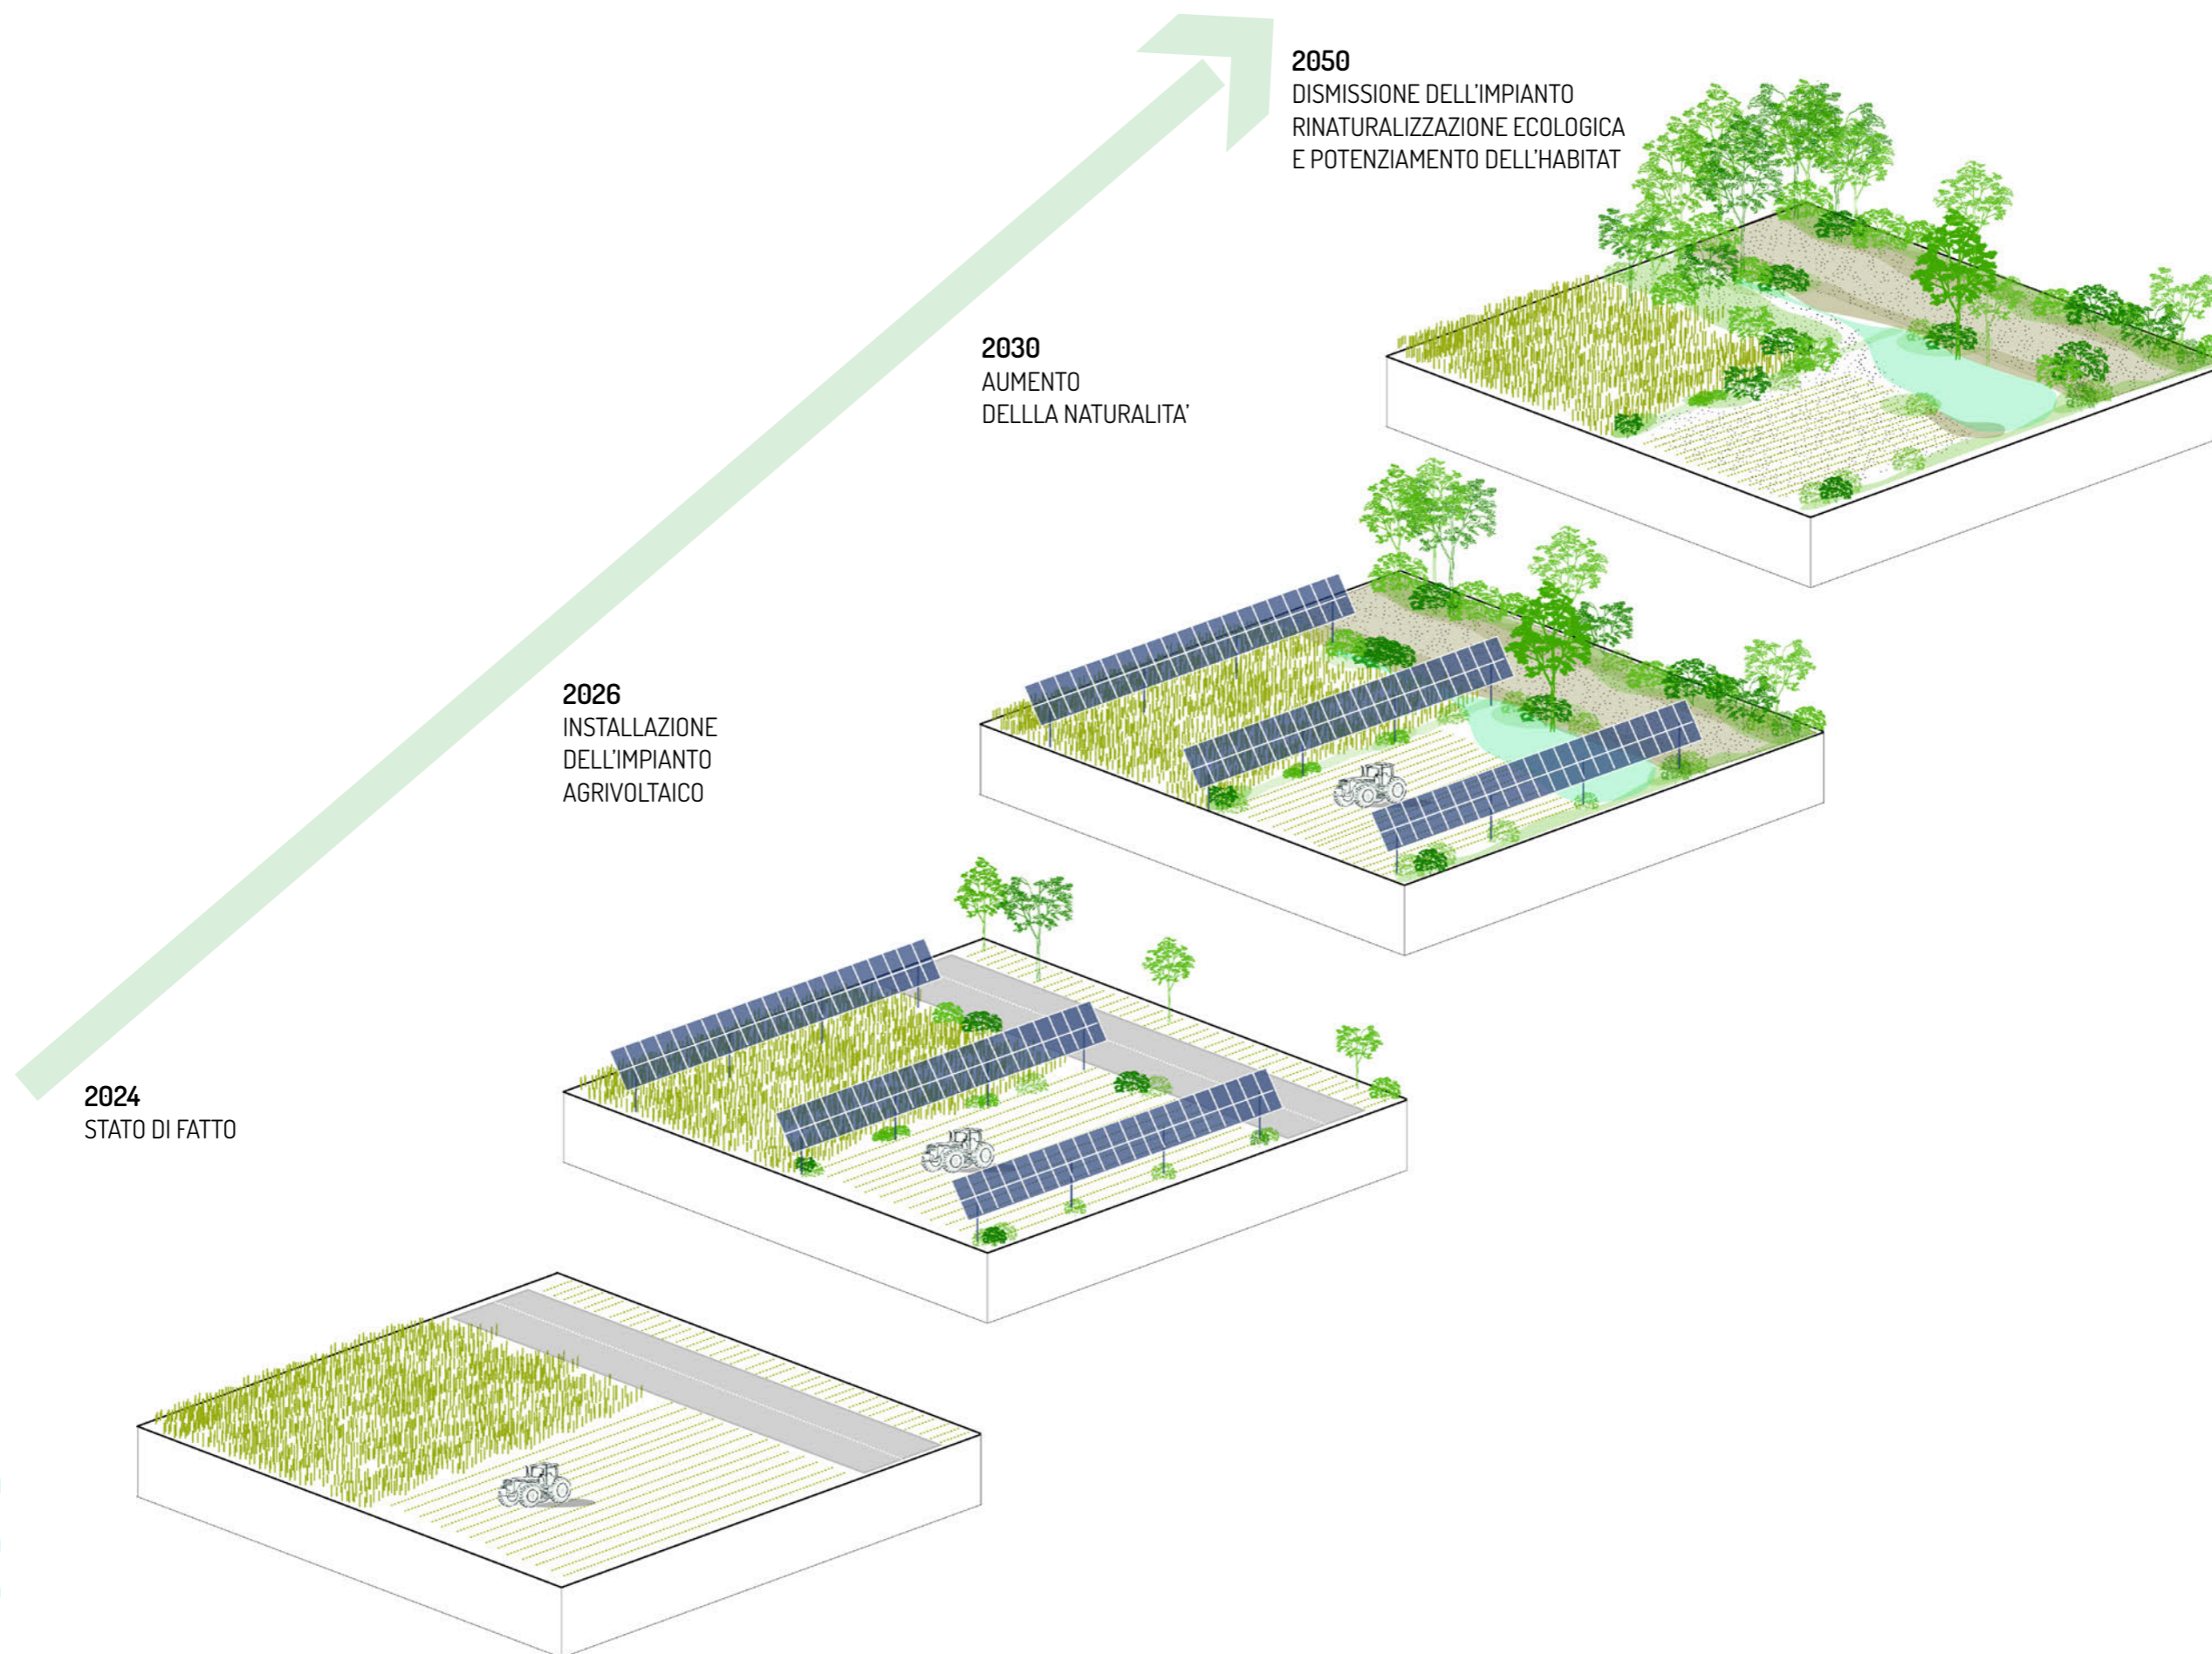 2050
DISMISSIONE DELL'IMPIANTO
RINATURALIZZAZIONE ECOLOGICA
E POTENZIAMENTO DELL'HABITAT
2030
AUMENTO
DELLLA NATURALITA'
2026
INSTALLAZIONE
DELL'IMPIANTO
AGRIVOLTAICO
2024
STATO DI FATTO